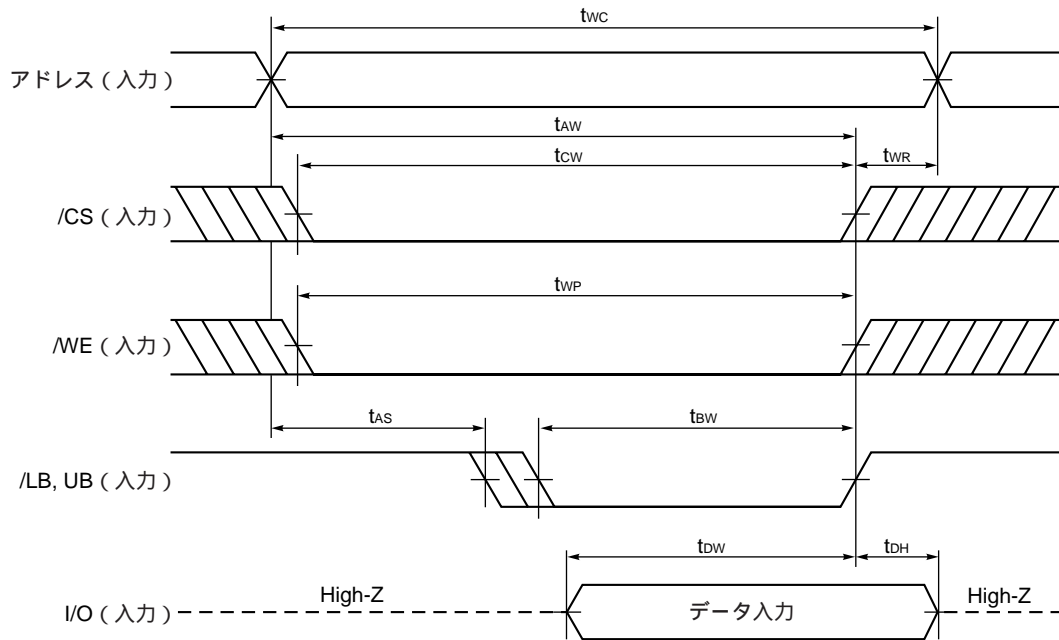 tWC
アドレス（入力）
tAW
tCW
tWR
/CS（入力）
tWP
/WE（入力）
tAS
tBW
/LB, UB（入力）
tDW
tDH
High-Z
データ入力
High-Z
I/O（入力）